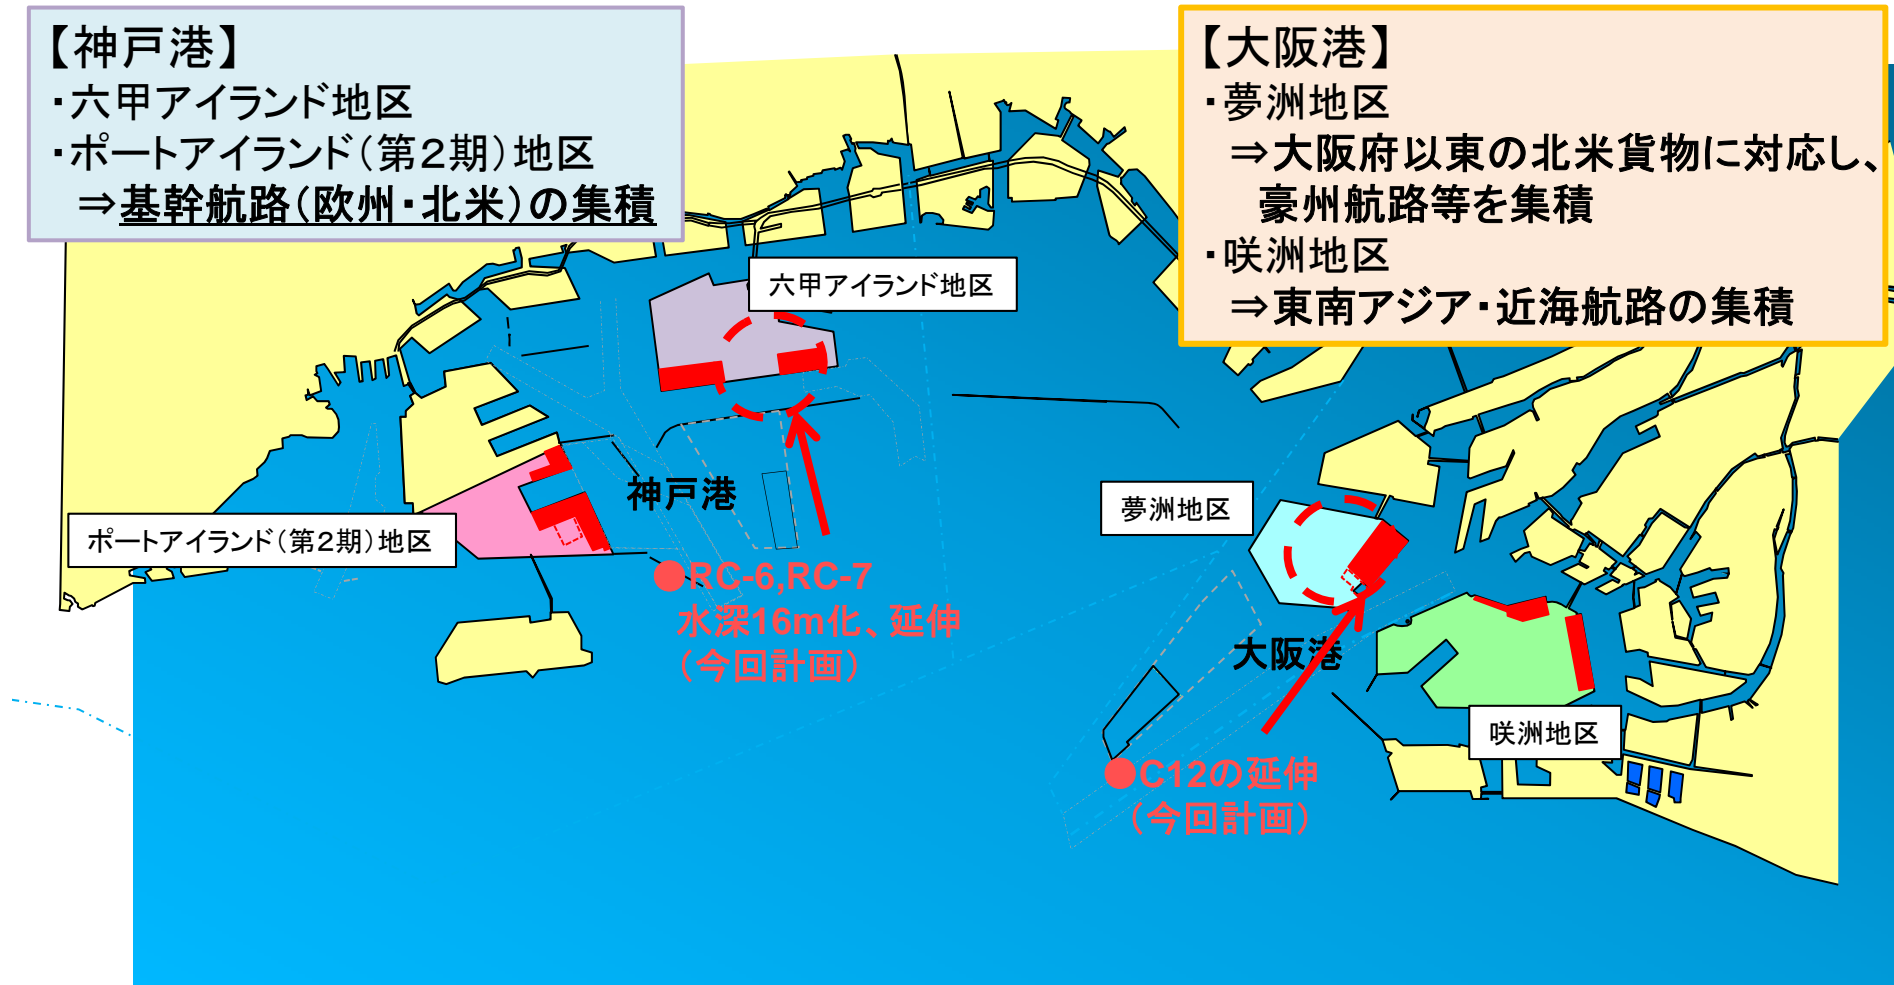 【神戸港】
・六甲アイランド地区
・ポートアイランド(第2期)地区
⇒基幹航路(欧州・北米)の集積
【大阪港】
・夢洲地区
⇒大阪府以東の北米貨物に対応し、
豪州航路等を集積
・咲洲地区
⇒東南アジア・近海航路の集積
六甲アイランド地区
神戸港
ポートアイランド(第2期)地区
夢洲地区
●RC-6,RC-7
水深16m化、延伸
(今回計画)
大阪港
咲洲地区
●C12の延伸
(今回計画)